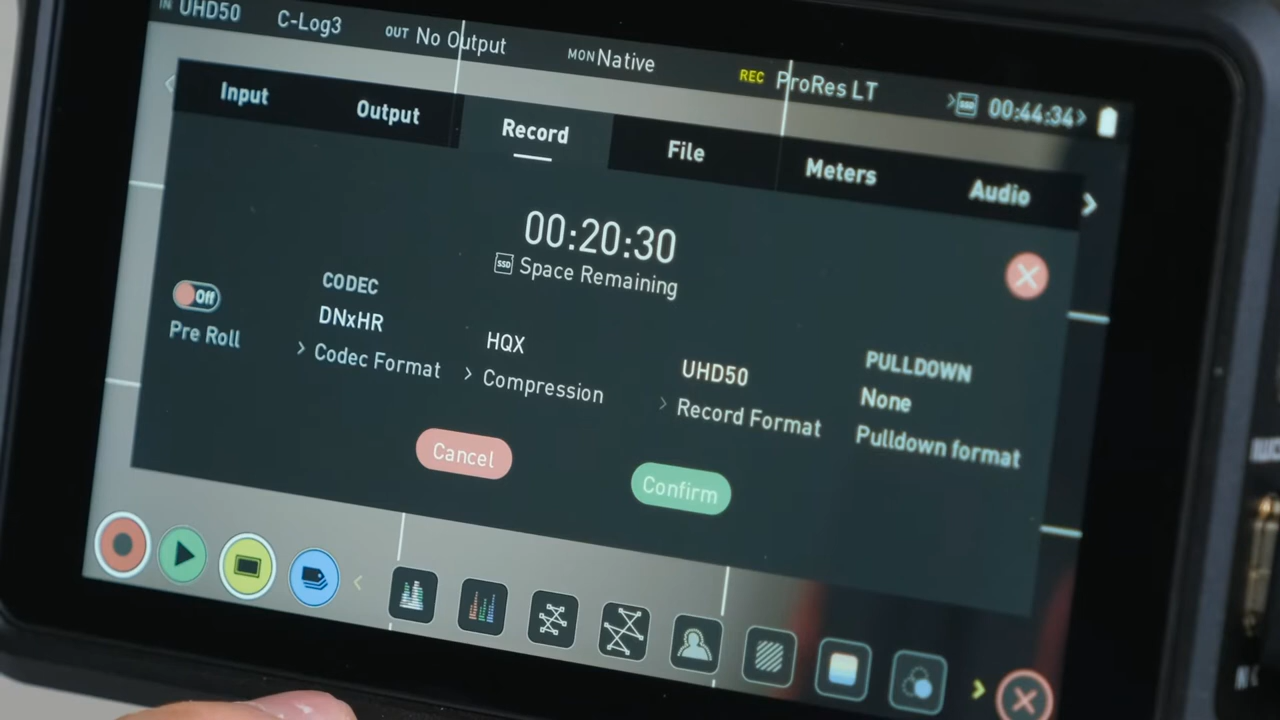 IN UHD50 C-Log3 OUT No Output MON Native REC ProRes LT SSD 00:44:34
Input Output Record File Meters Audio
00:20:30
SSD Space Remaining
Off
Pre Roll
CODEC
DNxHR
Codec Format
HQX
Compression
UHD50
Record Format
PULLDOWN
None
Pulldown format
Cancel Confirm